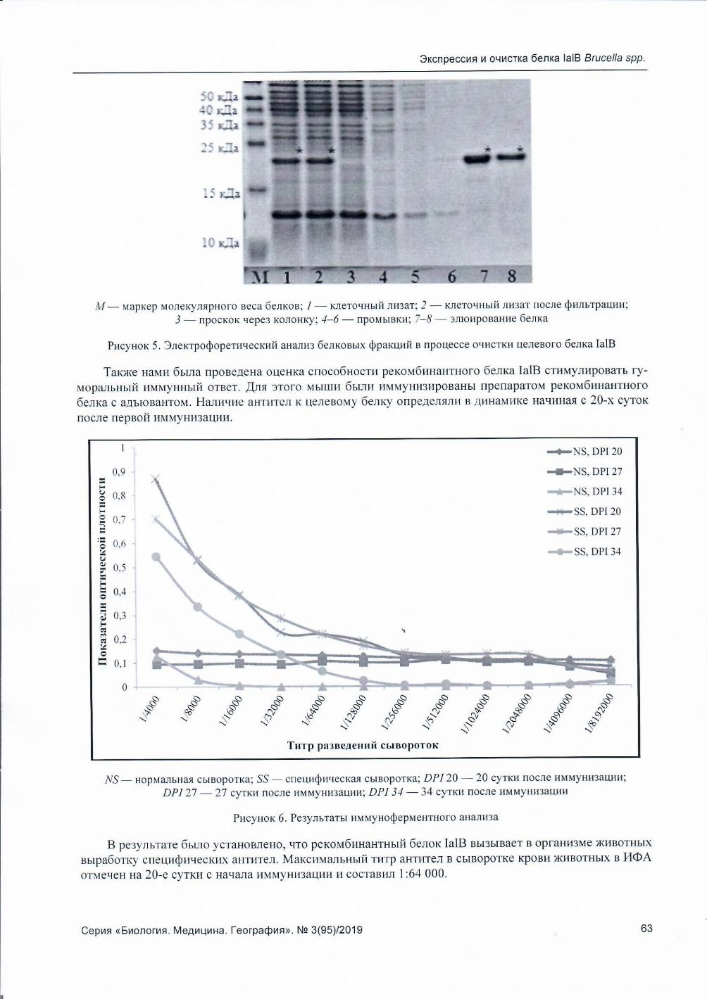 Экспрессия и очистка белка IalB Brucella spp.
50 кДа
40 кДа
35 кДа
25 кДа
15 кДа
10 кДа
* * * *
М 1 2 3 4 5 6 7 8
М — маркер молекулярного веса белков; 1 — клеточный лизат; 2 — клеточный лизат после фильтрации;
3 — проскок через колонку; 4–6 — промывки; 7–8 — элюирование белка
Рисунок 5. Электрофоретический анализ белковых фракций в процессе очистки целевого белка IalB
Также нами была проведена оценка способности рекомбинантного белка IalB стимулировать гу-
моральный иммунный ответ. Для этого мыши были иммунизированы препаратом рекомбинантного
белка с адъювантом. Наличие антител к целевому белку определяли в динамике начиная с 20-х суток
после первой иммунизации.
Показатели оптической плотности
1
0,9
0,8
0,7
0,6
0,5
0,4
0,3
0,2
0,1
0
NS, DPI 20
NS, DPI 27
NS, DPI 34
SS, DPI 20
SS, DPI 27
SS, DPI 34
1/4000
1/8000
1/16000
1/32000
1/64000
1/128000
1/256000
1/512000
1/1024000
1/2048000
1/4096000
1/8192000
Титр разведений сывороток
NS — нормальная сыворотка; SS — специфическая сыворотка; DPI 20 — 20 сутки после иммунизации;
DPI 27 — 27 сутки после иммунизации; DPI 34 — 34 сутки после иммунизации
Рисунок 6. Результаты иммуноферментного анализа
В результате было установлено, что рекомбинантный белок IalB вызывает в организме животных
выработку специфических антител. Максимальный титр антител в сыворотке крови животных в ИФА
отмечен на 20-е сутки с начала иммунизации и составил 1:64 000.
Серия «Биология. Медицина. География». № 3(95)/2019
63